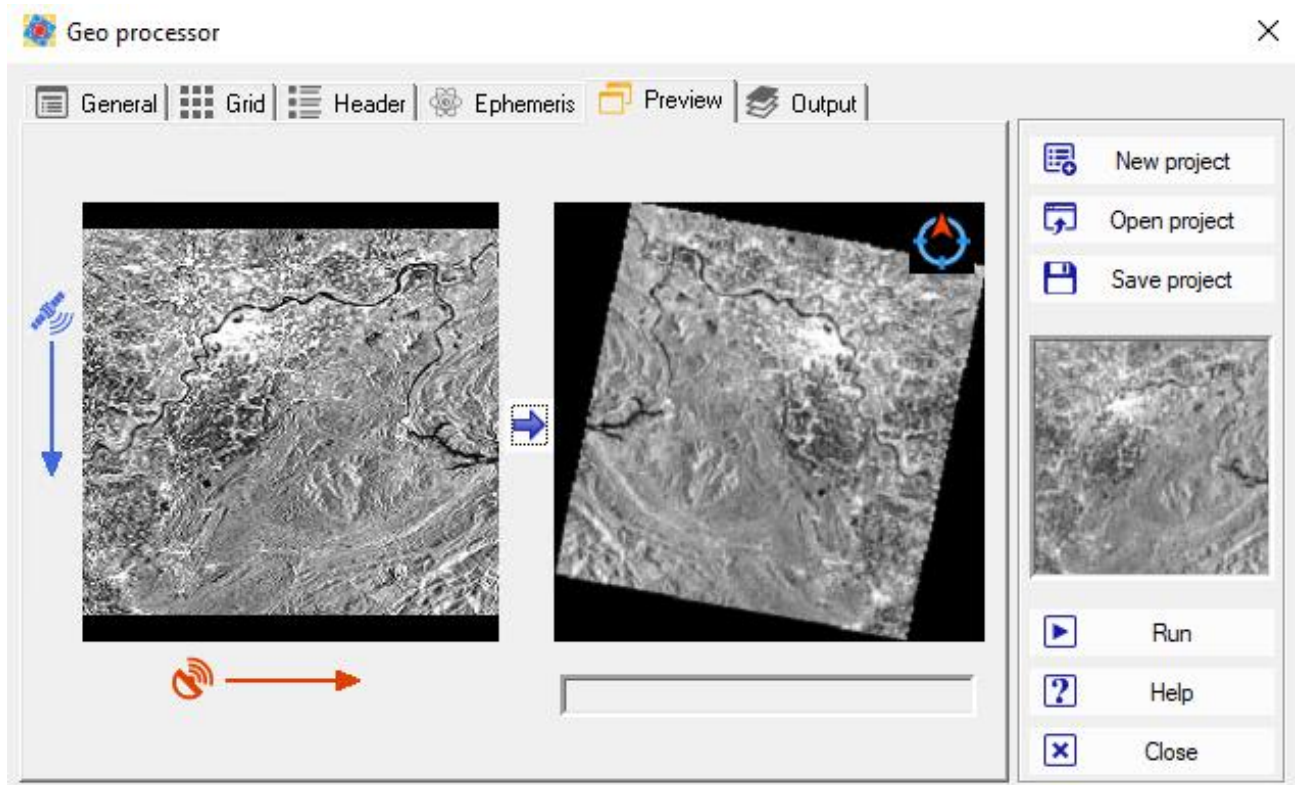 Geo processor
General Grid Header Ephemeris Preview Output
New project
Open project
Save project
Run
Help
Close